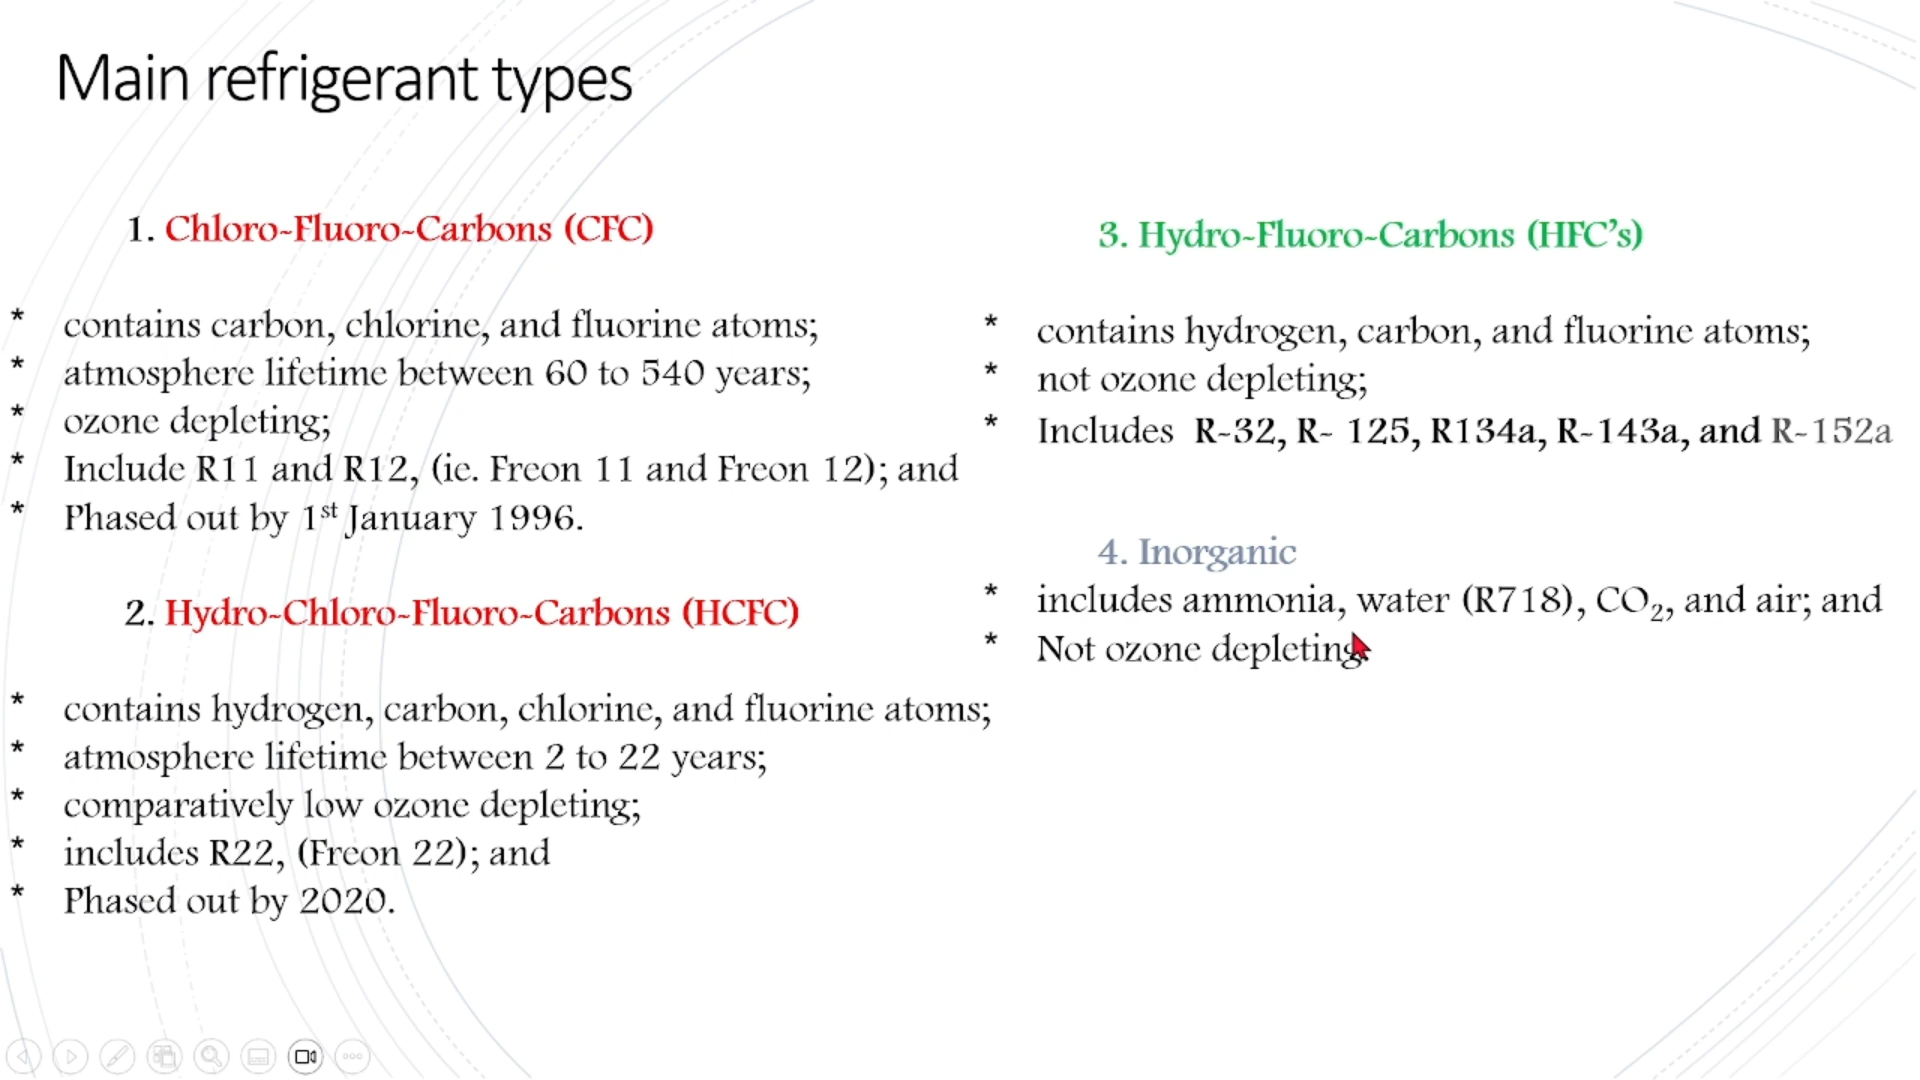 Main refrigerant types
1. Chloro-Fluoro-Carbons (CFC)
* contains carbon, chlorine, and fluorine atoms;
* atmosphere lifetime between 60 to 540 years;
* ozone depleting;
* Include R11 and R12, (ie. Freon 11 and Freon 12); and
* Phased out by 1st January 1996.
2. Hydro-Chloro-Fluoro-Carbons (HCFC)
* contains hydrogen, carbon, chlorine, and fluorine atoms;
* atmosphere lifetime between 2 to 22 years;
* comparatively low ozone depleting;
* includes R22, (Freon 22); and
* Phased out by 2020.
3. Hydro-Fluoro-Carbons (HFC's)
* contains hydrogen, carbon, and fluorine atoms;
* not ozone depleting;
* Includes R-32, R- 125, R134a, R-143a, and R-152a
4. Inorganic
* includes ammonia, water (R718), CO2, and air; and
* Not ozone depleting.